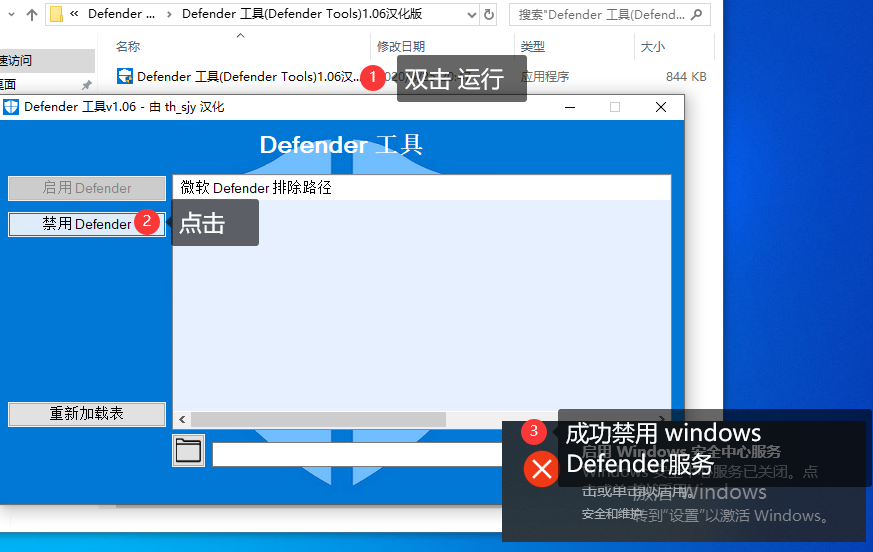 « Defender ... › Defender 工具(Defender Tools)1.06汉化版
搜索"Defender 工具(Defend...
名称 修改日期 类型 大小
速访问
桌面
Defender 工具(Defender Tools)1.06汉... 应用程序 844 KB
1 双击 运行
Defender 工具v1.06 - 由 th_sjy 汉化
Defender 工具
启用 Defender
微软 Defender 排除路径
禁用 Defender
2 点击
重新加载表
3 成功禁用 windows
Defender服务
启用 Windows 安全中心服务
Windows 安全中心服务已关闭。点
击或单击以启用。
安全和维护
激活 Windows
转到"设置"以激活 Windows。